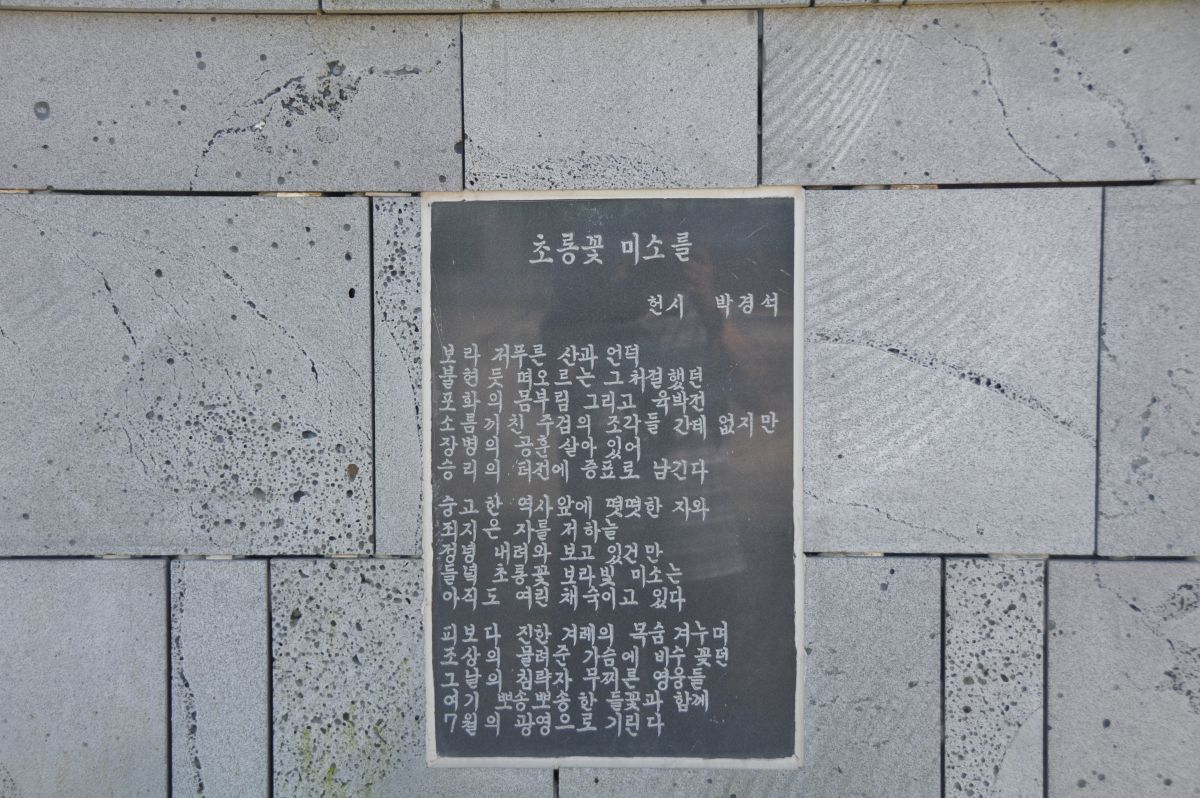 초롱꽃 미소를
헌시 박경석
보라 저푸른 산과 언덕
불현듯 떠오르는 그처절했던
포화의 몸부림 그리고 육박전
소름끼친 주검의 조각들 간데 없지만
장병의 공훈 살아 있어
승리의 터전에 증표로 남긴다
숭고한 역사앞에 떳떳한 자와
죄지은 자를 저하늘
정녕 내려와 보고 있건만
들녘 초롱꽃 보라빛 미소는
아직도 여린 채숙이고 있다
피보다 진한 겨레의 목숨 겨누며
조상의 물려준 가슴에 비수 꽂던
그날의 침략자 무찌른 영웅들
여기 뽀송뽀송한 들꽃과 함께
7월의 광영으로 기린다